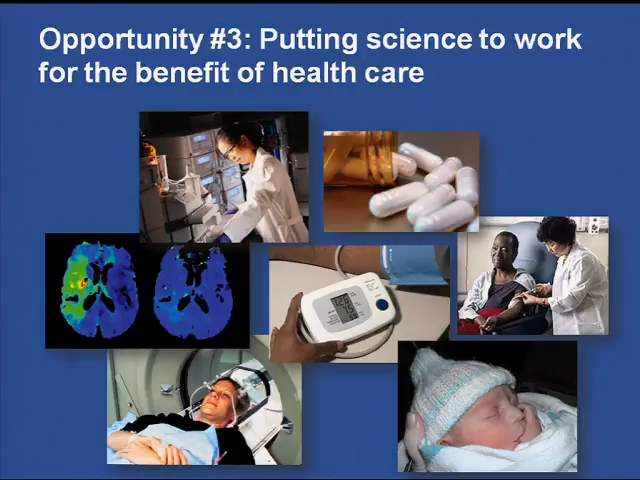 Opportunity #3: Putting science to work
for the benefit of health care